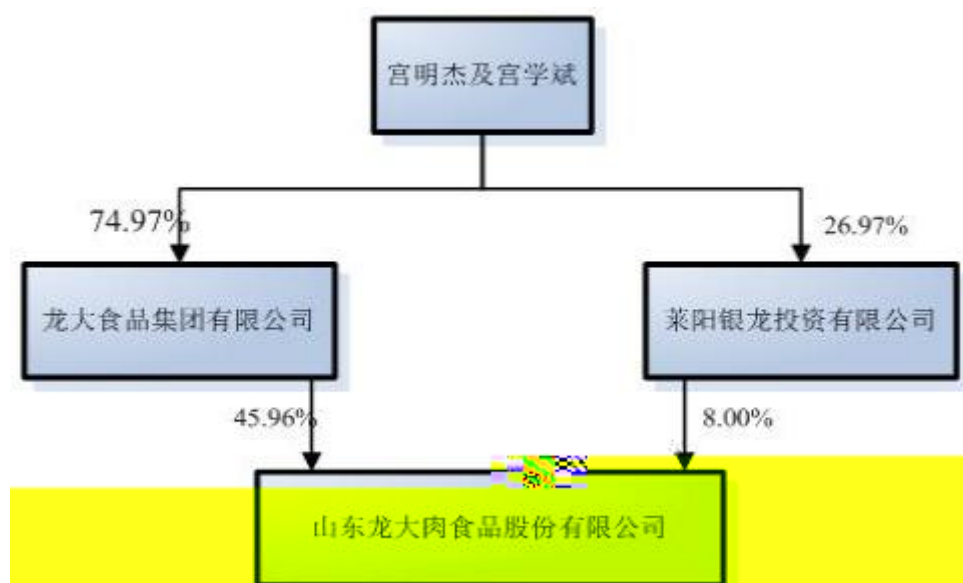 宫明杰及宫学斌
74.97%
26.97%
龙大食品集团有限公司
莱阳银龙投资有限公司
45.96%
8.00%
山东龙大肉食品股份有限公司